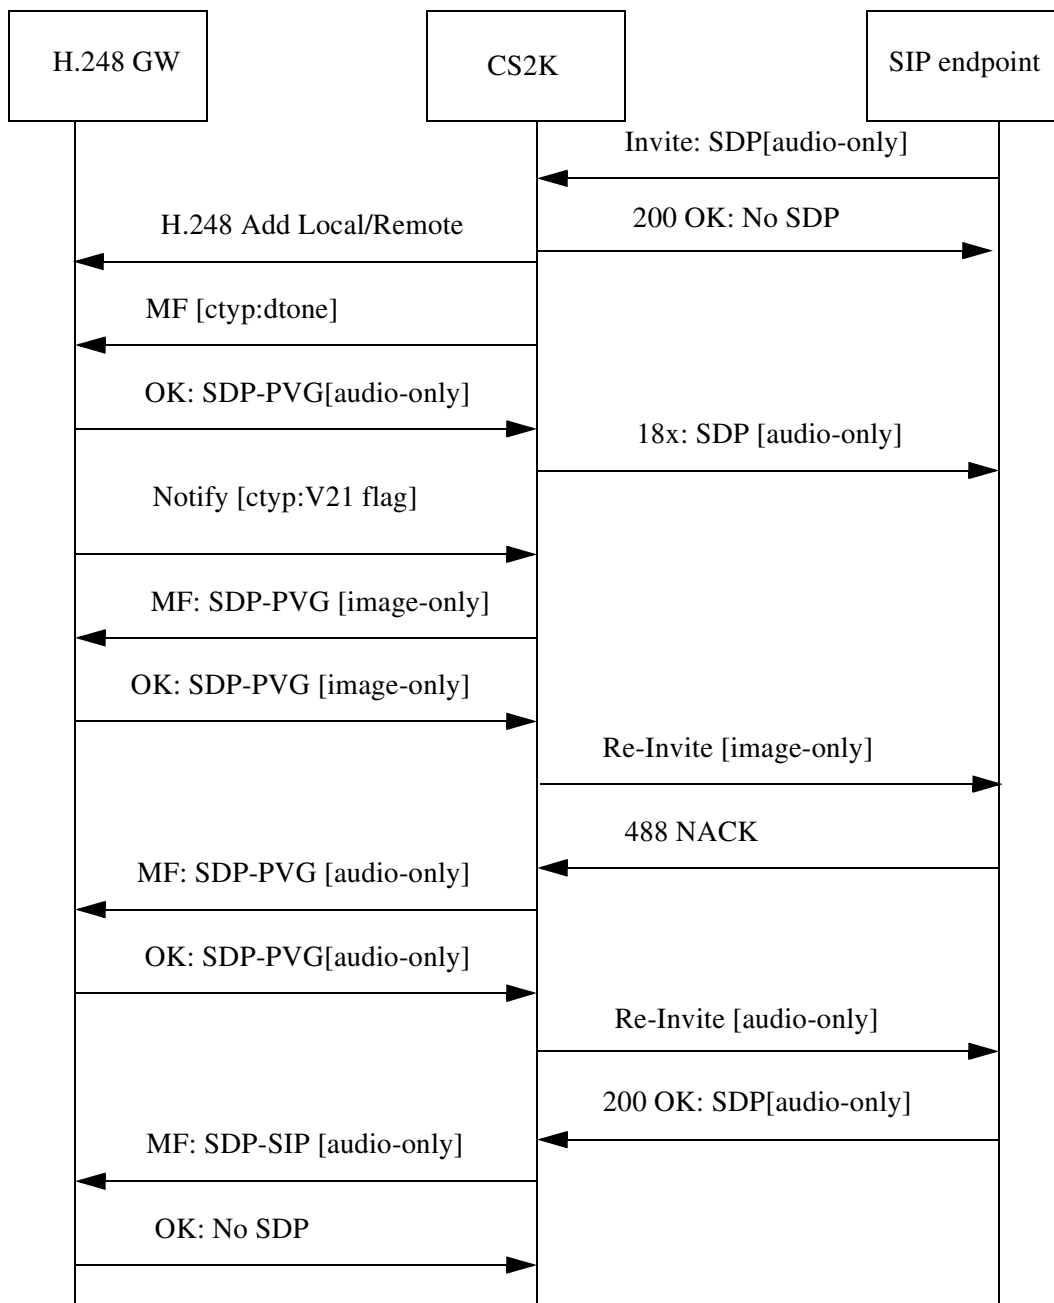 H.248 GW
CS2K
SIP endpoint
Invite: SDP[audio-only]
200 OK: No SDP
H.248 Add Local/Remote
MF [ctyp:dtone]
OK: SDP-PVG[audio-only]
18x: SDP [audio-only]
Notify [ctyp:V21 flag]
MF: SDP-PVG [image-only]
OK: SDP-PVG [image-only]
Re-Invite [image-only]
488 NACK
MF: SDP-PVG [audio-only]
OK: SDP-PVG[audio-only]
Re-Invite [audio-only]
200 OK: SDP[audio-only]
MF: SDP-SIP [audio-only]
OK: No SDP